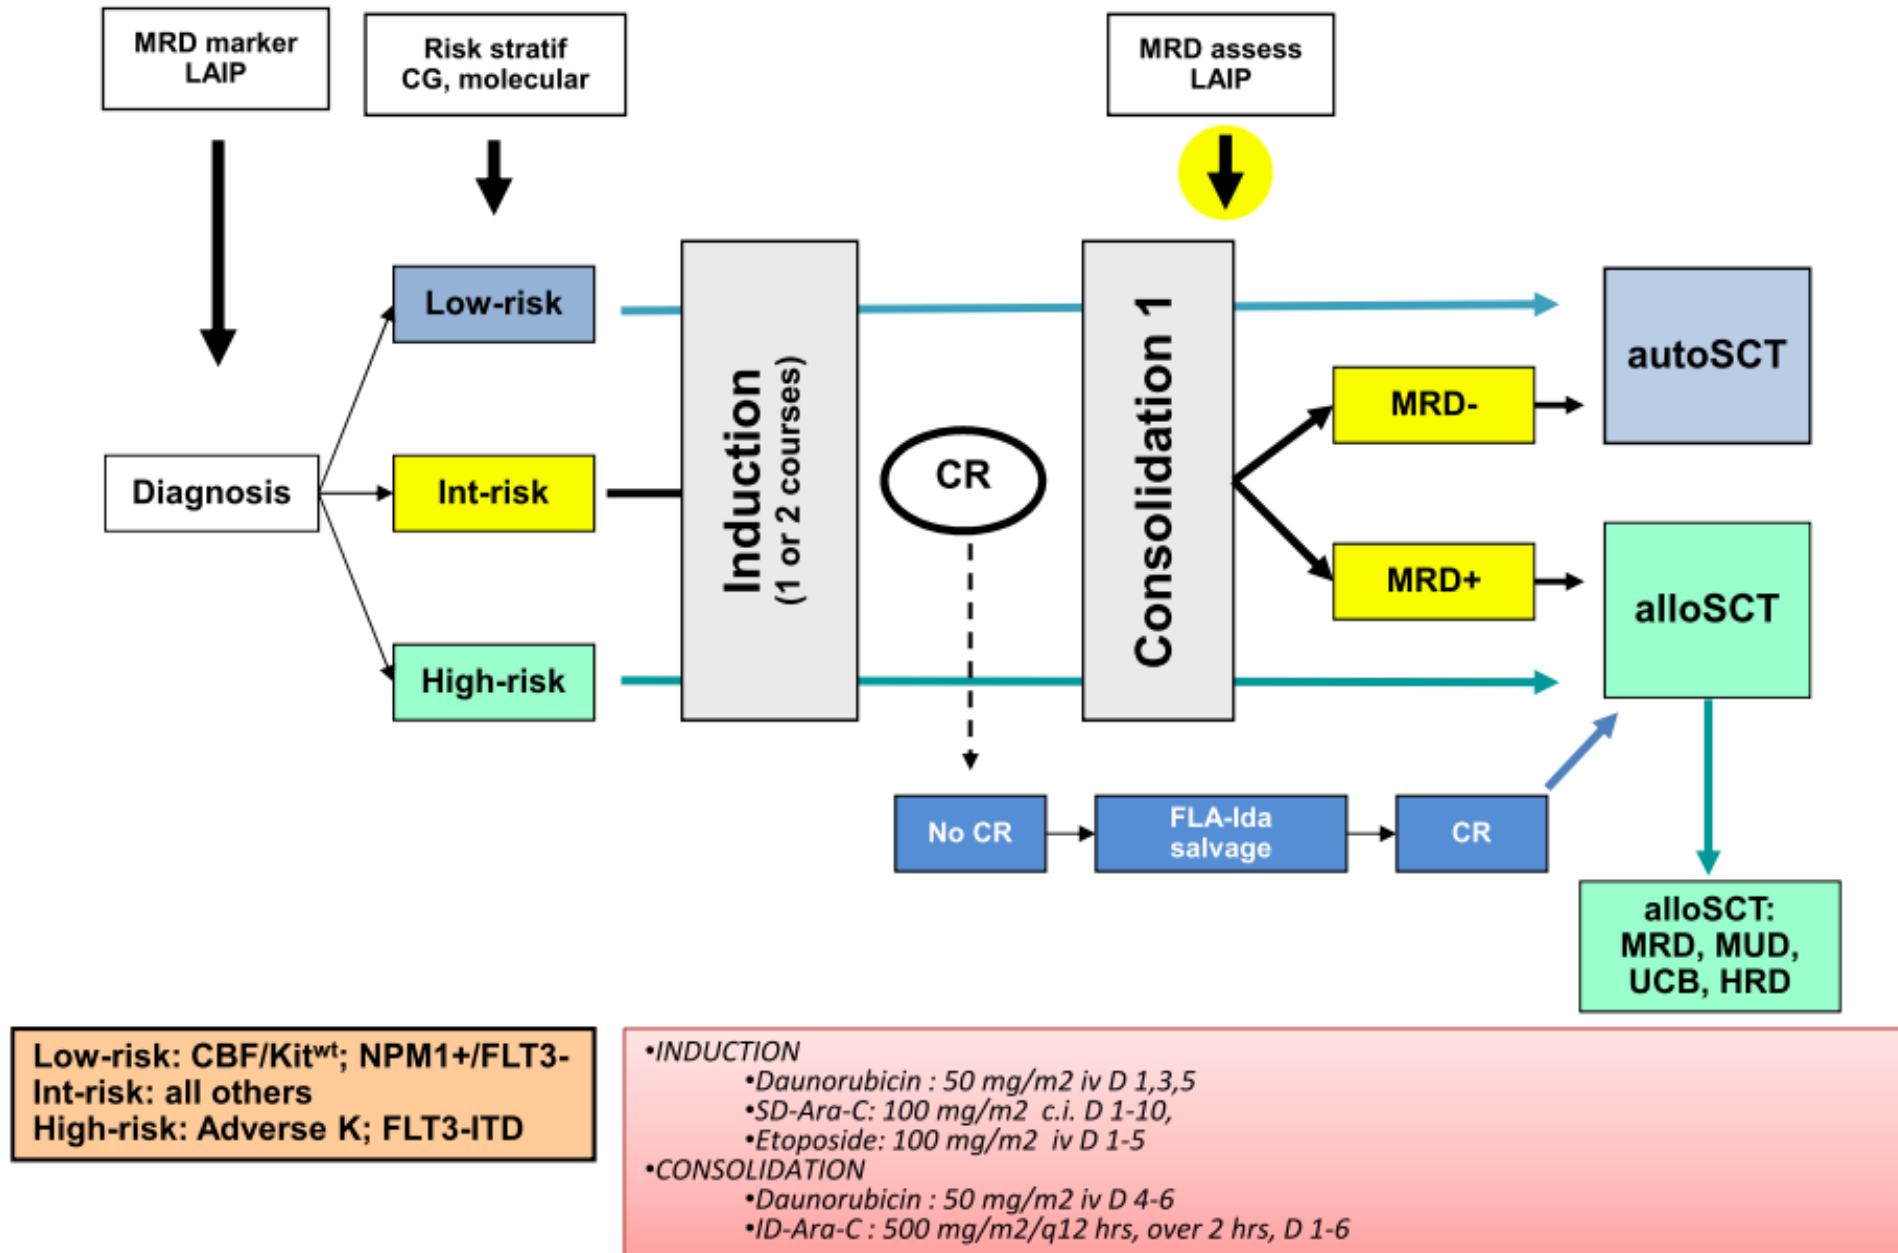 MRD marker
LAIP
Risk stratif
CG, molecular
MRD assess
LAIP
Low-risk
Int-risk
High-risk
Diagnosis
Induction
(1 or 2 courses)
CR
Consolidation 1
MRD-
MRD+
autoSCT
alloSCT
No CR
FLA-Ida
salvage
CR
alloSCT:
MRD, MUD,
UCB, HRD
Low-risk: CBF/Kitwt; NPM1+/FLT3-
Int-risk: all others
High-risk: Adverse K; FLT3-ITD
•INDUCTION
•Daunorubicin : 50 mg/m2 iv D 1,3,5
•SD-Ara-C: 100 mg/m2 c.i. D 1-10,
•Etoposide: 100 mg/m2 iv D 1-5
•CONSOLIDATION
•Daunorubicin : 50 mg/m2 iv D 4-6
•ID-Ara-C : 500 mg/m2/q12 hrs, over 2 hrs, D 1-6